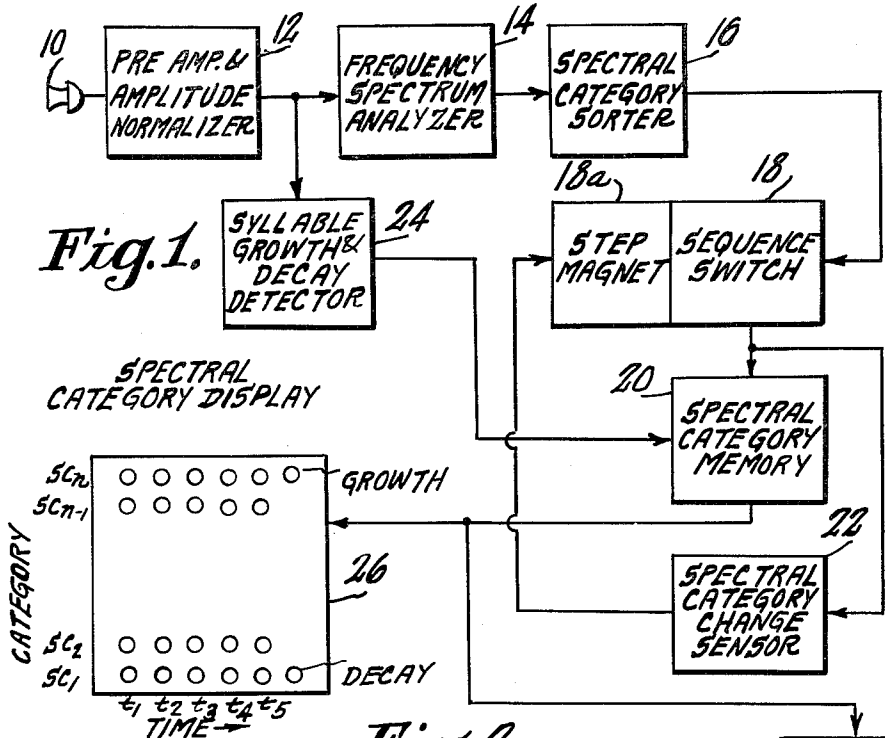 10
12
PRE AMP. &
AMPLITUDE
NORMALIZER
14
FREQUENCY
SPECTRUM
ANALYZER
16
SPECTRAL
CATEGORY
SORTER
Fig. 1.
SYLLABLE
GROWTH &
DECAY
DETECTOR
24
18a
STEP
MAGNET
18
SEQUENCE
SWITCH
20
SPECTRAL
CATEGORY
MEMORY
22
SPECTRAL
CATEGORY
CHANGE
SENSOR
SPECTRAL
CATEGORY DISPLAY
SCn
GROWTH
SCn-1
CATEGORY
26
SC2
SC1
DECAY
t1 t2 t3 t4 t5
TIME →